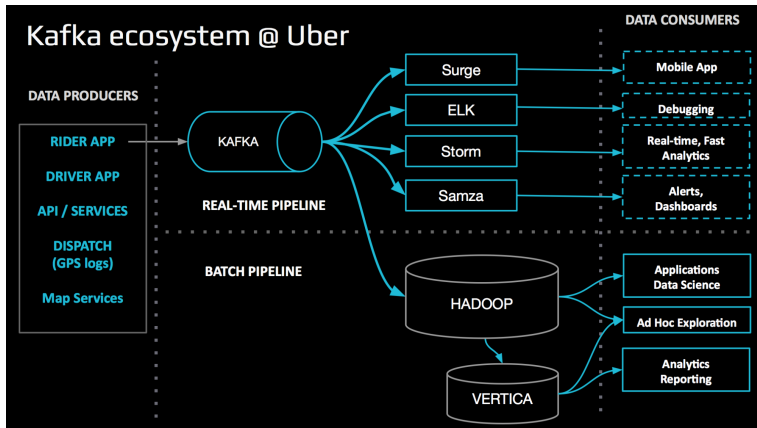 Kafka ecosystem @ Uber
DATA CONSUMERS
DATA PRODUCERS
RIDER APP
DRIVER APP
API / SERVICES
DISPATCH
(GPS logs)
Map Services
KAFKA
REAL-TIME PIPELINE
Surge
ELK
Storm
Samza
Mobile App
Debugging
Real-time, Fast
Analytics
Alerts,
Dashboards
BATCH PIPELINE
HADOOP
VERTICA
Applications
Data Science
Ad Hoc Exploration
Analytics
Reporting